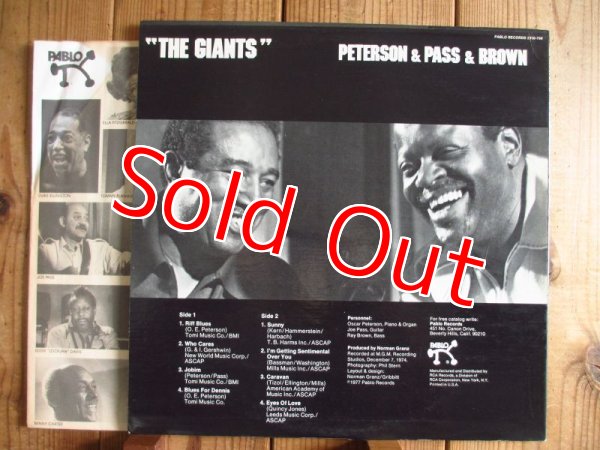 PABLO
ELLA FITZGERALD
DUKE ELLINGTON
JOE PASS
EDDIE "LOCKJAW" DAVIS
BENNY CARTER
PABLO RECORDS
"THE GIANTS"
PETERSON & PASS & BROWN
Sold Out
Side 1
1. Riff Blues
(O. E. Peterson)
Tomi Music Co./BMI
2. Who Cares
(G. & I. Gershwin)
New World Music Corp./
ASCAP
3. Jobim
(Peterson/Pass)
Tomi Music Co./BMI
4. Blues For Dennis
(O. E. Peterson)
Tomi Music Co.
Side 2
1. Sunny
(Kern/Hammerstein/
Harbach)
T. B. Harms Inc./ASCAP
2. I'm Getting Sentimental
Over You
(Bassman/Washington)
Mills Music Inc./ASCAP
3. Caravan
(Tizol/Ellington/Mills)
American Academy of
Music Inc./ASCAP
4. Eyes Of Love
(Quincy Jones)
Leeds Music Corp./
ASCAP
Personnel:
Oscar Peterson, Piano & Organ
Joe Pass, Guitar
Ray Brown, Bass
Produced by Norman Granz
Recorded at M.G.M. Recording
Studios, December 7, 1974.
Photography: Phil Stern
Layout & design:
Norman Granz/Gribbitt
©1977 Pablo Records
For free catalog write:
Pablo Records
451 No. Canon Drive,
Beverly Hills, Calif. 90210
PABLO
Manufactured and Distributed by
RCA Records, a Division of
RCA Corporation, New York, N.Y.
Printed in U.S.A.